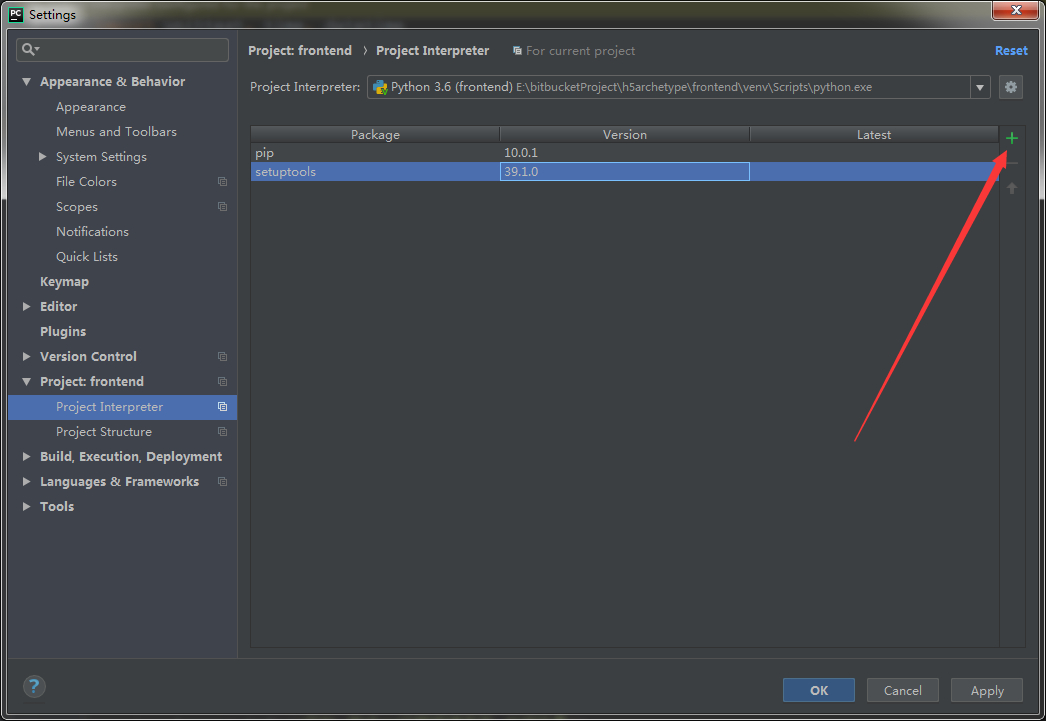 PC Settings
Project: frontend › Project Interpreter For current project Reset
Project Interpreter: Python 3.6 (frontend) E:\bitbucketProject\h5archetype\frontend\venv\Scripts\python.exe
Appearance & Behavior
Appearance
Menus and Toolbars
System Settings
File Colors
Scopes
Notifications
Quick Lists
Keymap
Editor
Plugins
Version Control
Project: frontend
Project Interpreter
Project Structure
Build, Execution, Deployment
Languages & Frameworks
Tools
Package Version Latest
pip 10.0.1
setuptools 39.1.0
? OK Cancel Apply